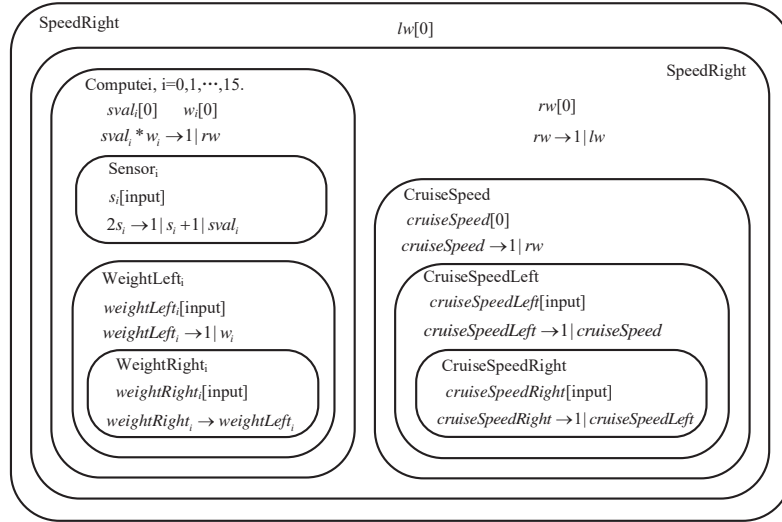 SpeedRight
lw[0]
SpeedRight
Computei, i=0,1,⋯,15.
svalᵢ[0] wᵢ[0]
svalᵢ * wᵢ → 1 | rw
Sensorᵢ
sᵢ[input]
2sᵢ → 1 | sᵢ + 1 | svalᵢ
WeightLeftᵢ
weightLeftᵢ[input]
weightLeftᵢ → 1 | wᵢ
WeightRightᵢ
weightRightᵢ[input]
weightRightᵢ → weightLeftᵢ
rw[0]
rw → 1 | lw
CruiseSpeed
cruiseSpeed[0]
cruiseSpeed → 1 | rw
CruiseSpeedLeft
cruiseSpeedLeft[input]
cruiseSpeedLeft → 1 | cruiseSpeed
CruiseSpeedRight
cruiseSpeedRight[input]
cruiseSpeedRight → 1 | cruiseSpeedLeft